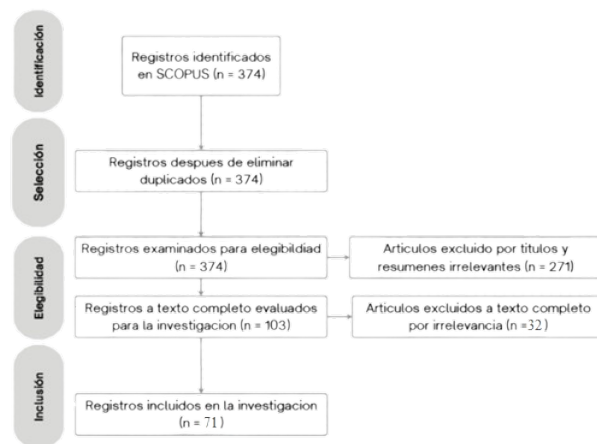 Identificación
Registros identificados
en SCOPUS (n = 374)
Selección
Registros despues de eliminar
duplicados (n = 374)
Elegibilidad
Registros examinados para elegibildiad
(n = 374)
Articulos excluido por titulos y
resumenes irrelevantes (n = 271)
Registros a texto completo evaluados
para la investigacion (n = 103)
Articulos excluidos a texto completo
por irrelevancia (n =32)
Inclusión
Registros incluidos en la investigacion
(n = 71)